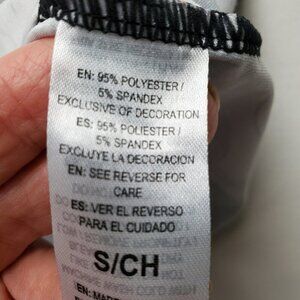 EN: 95% POLYESTER /
5% SPANDEX
EXCLUSIVE OF DECORATION
ES: 95% POLIESTER /
5% SPANDEX
EXCLUYE LA DECORACION
EN: SEE REVERSE FOR
CARE
ES: VER EL REVERSO
PARA EL CUIDADO
S/CH